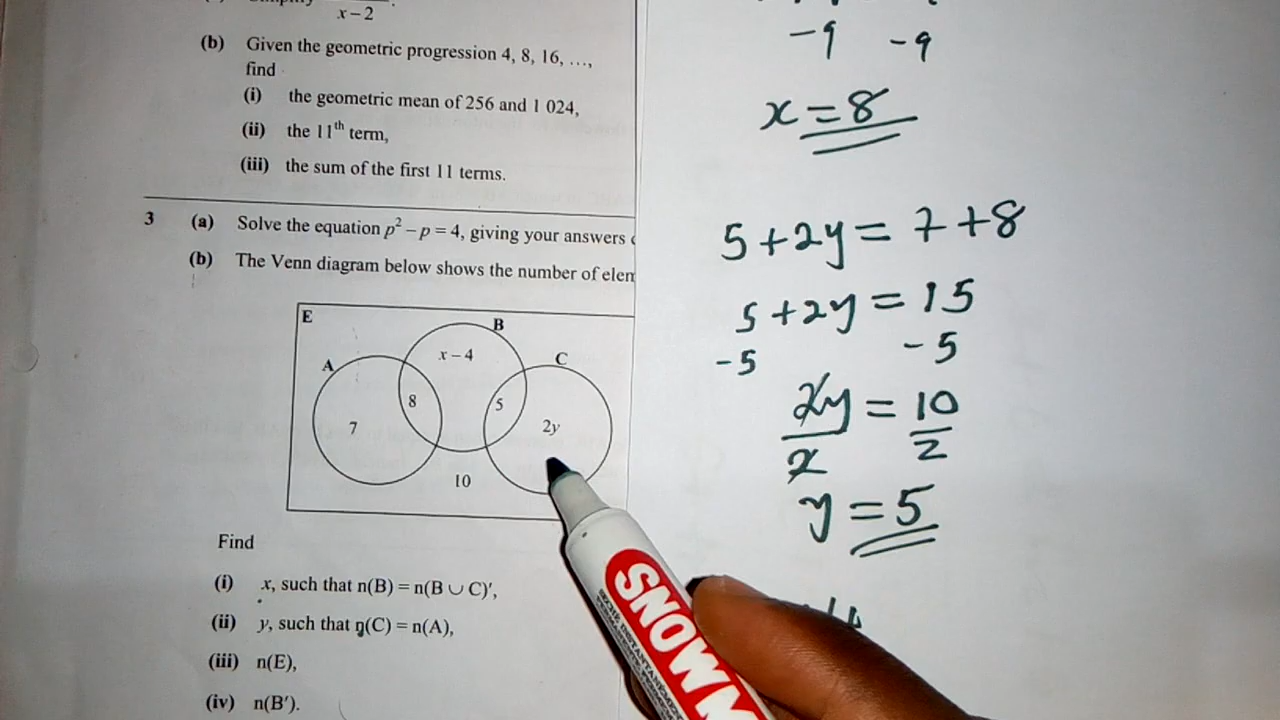 x – 2
(b) Given the geometric progression 4, 8, 16, …,
find
(i) the geometric mean of 256 and 1 024,
(ii) the 11th term,
(iii) the sum of the first 11 terms.
3 (a) Solve the equation p² – p = 4, giving your answers
(b) The Venn diagram below shows the number of elem
E
B
A
C
x – 4
8
5
7
2y
10
Find
(i) x, such that n(B) = n(B ∪ C)′,
(ii) y, such that n(C) = n(A),
(iii) n(E),
(iv) n(B′).
-9 -9
x = 8
5 + 2y = 7 + 8
5 + 2y = 15
-5 -5
2y = 10
2 2
y = 5
SNOWM